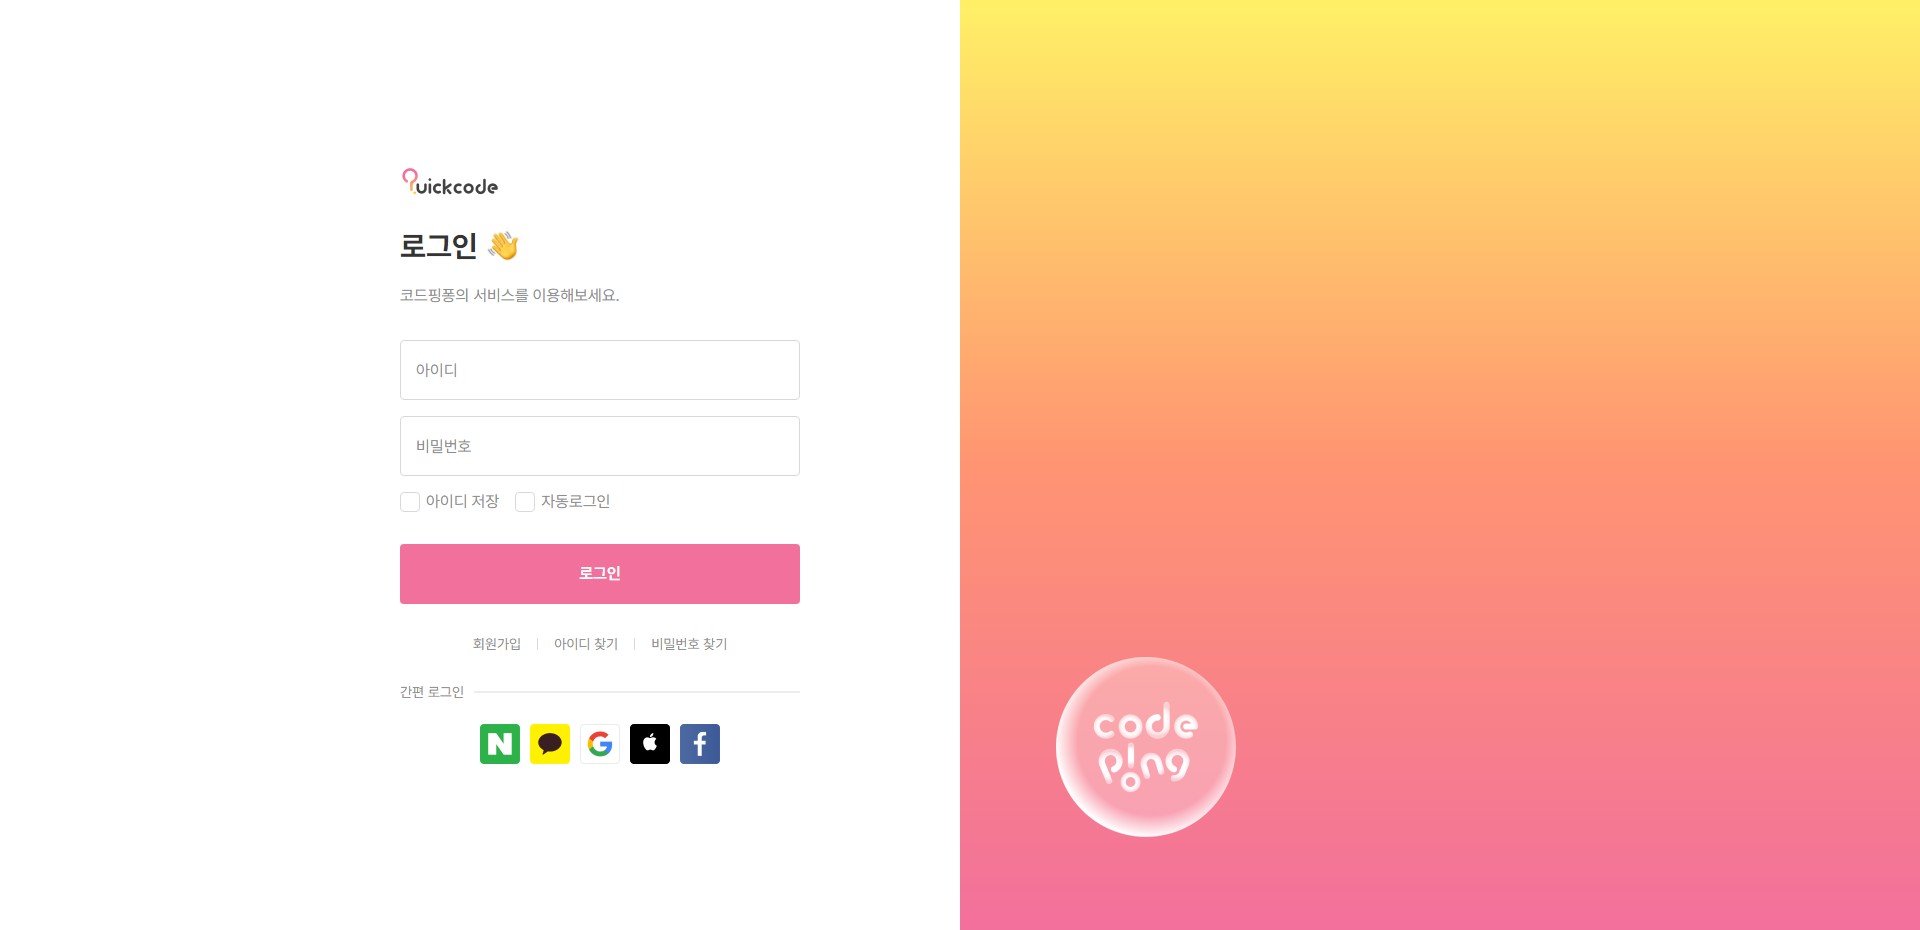 Quickcode
로그인 👋
코드핑퐁의 서비스를 이용해보세요.
아이디
비밀번호
아이디 저장 자동로그인
로그인
회원가입 아이디 찾기 비밀번호 찾기
간편 로그인
code
ping